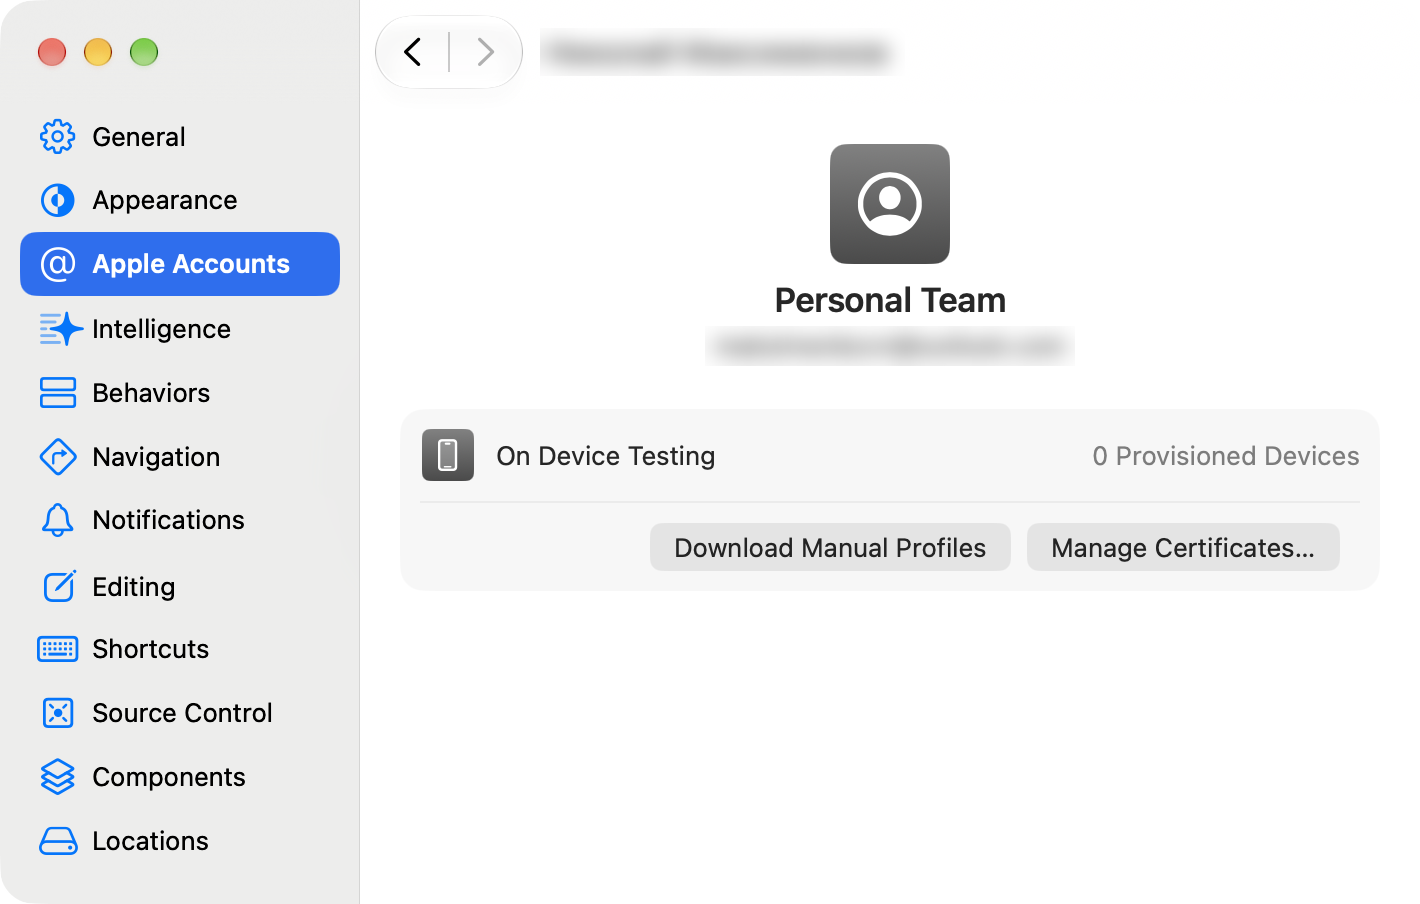 General
Appearance
Apple Accounts
Intelligence
Behaviors
Navigation
Notifications
Editing
Shortcuts
Source Control
Components
Locations
Personal Team
On Device Testing
0 Provisioned Devices
Download Manual Profiles
Manage Certificates...